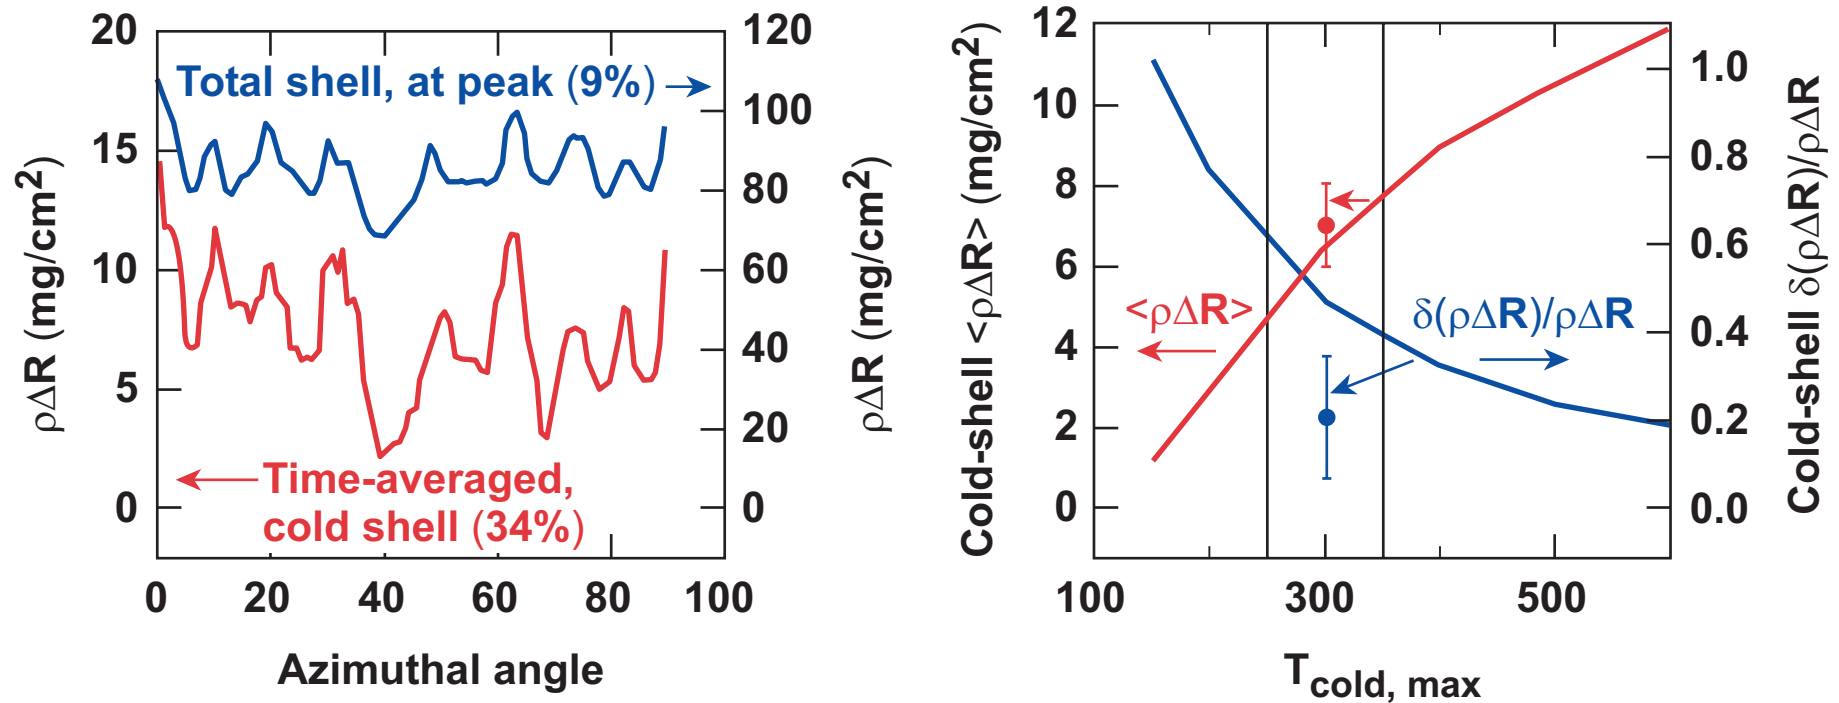 20
15
10
5
0
ρΔR (mg/cm2)
120
100
80
60
40
20
0
ρΔR (mg/cm2)
Total shell, at peak (9%)
Time-averaged,
cold shell (34%)
0 20 40 60 80 100
Azimuthal angle
12
10
8
6
4
2
0
Cold-shell <ρΔR> (mg/cm2)
1.0
0.8
0.6
0.4
0.2
0.0
Cold-shell δ(ρΔR)/ρΔR
<ρΔR>
δ(ρΔR)/ρΔR
100 300 500
Tcold, max